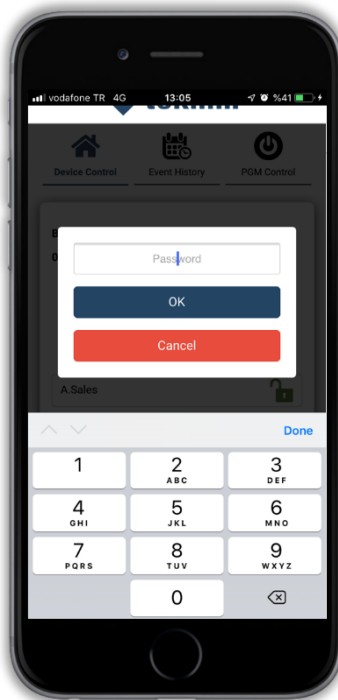 vodafone TR 4G 13:05 %41
Device Control Event History PGM Control
Password
OK
Cancel
A.Sales
Done
1 2 3
ABC DEF
4 5 6
GHI JKL MNO
7 8 9
PQRS TUV WXYZ
0